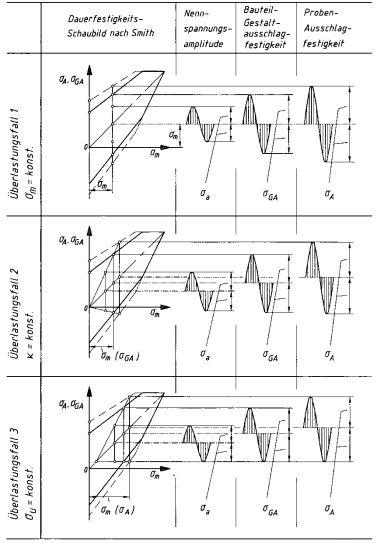 Dauerfestigkeits-
Schaubild nach Smith
Nenn-
spannungs-
amplitude
Bauteil-
Gestalt-
ausschlag-
festigkeit
Proben-
Ausschlag-
festigkeit
Überlastungsfall 1
σm = konst.
σA, σGA
0
σm
σm
σm
σa
σGA
σA
Überlastungsfall 2
κ = konst.
σA, σGA
0
σm
σm (σGA)
σa
σGA
σA
Überlastungsfall 3
σu = konst.
σA, σGA
0
σm
σm (σA)
σa
σGA
σA